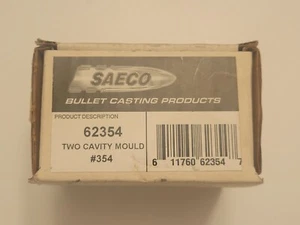 SAECO
BULLET CASTING PRODUCTS
PRODUCT DESCRIPTION
62354
TWO CAVITY MOULD
#354
6 11760 62354 7